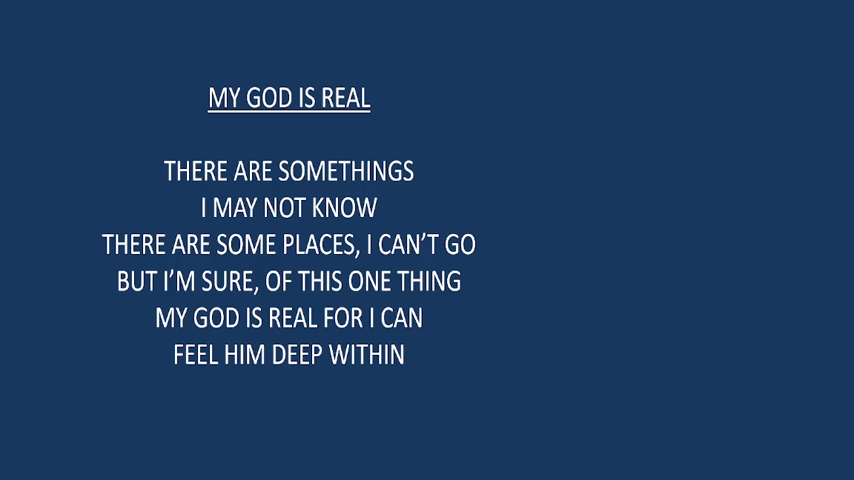 MY GOD IS REAL
THERE ARE SOMETHINGS
I MAY NOT KNOW
THERE ARE SOME PLACES, I CAN’T GO
BUT I’M SURE, OF THIS ONE THING
MY GOD IS REAL FOR I CAN
FEEL HIM DEEP WITHIN